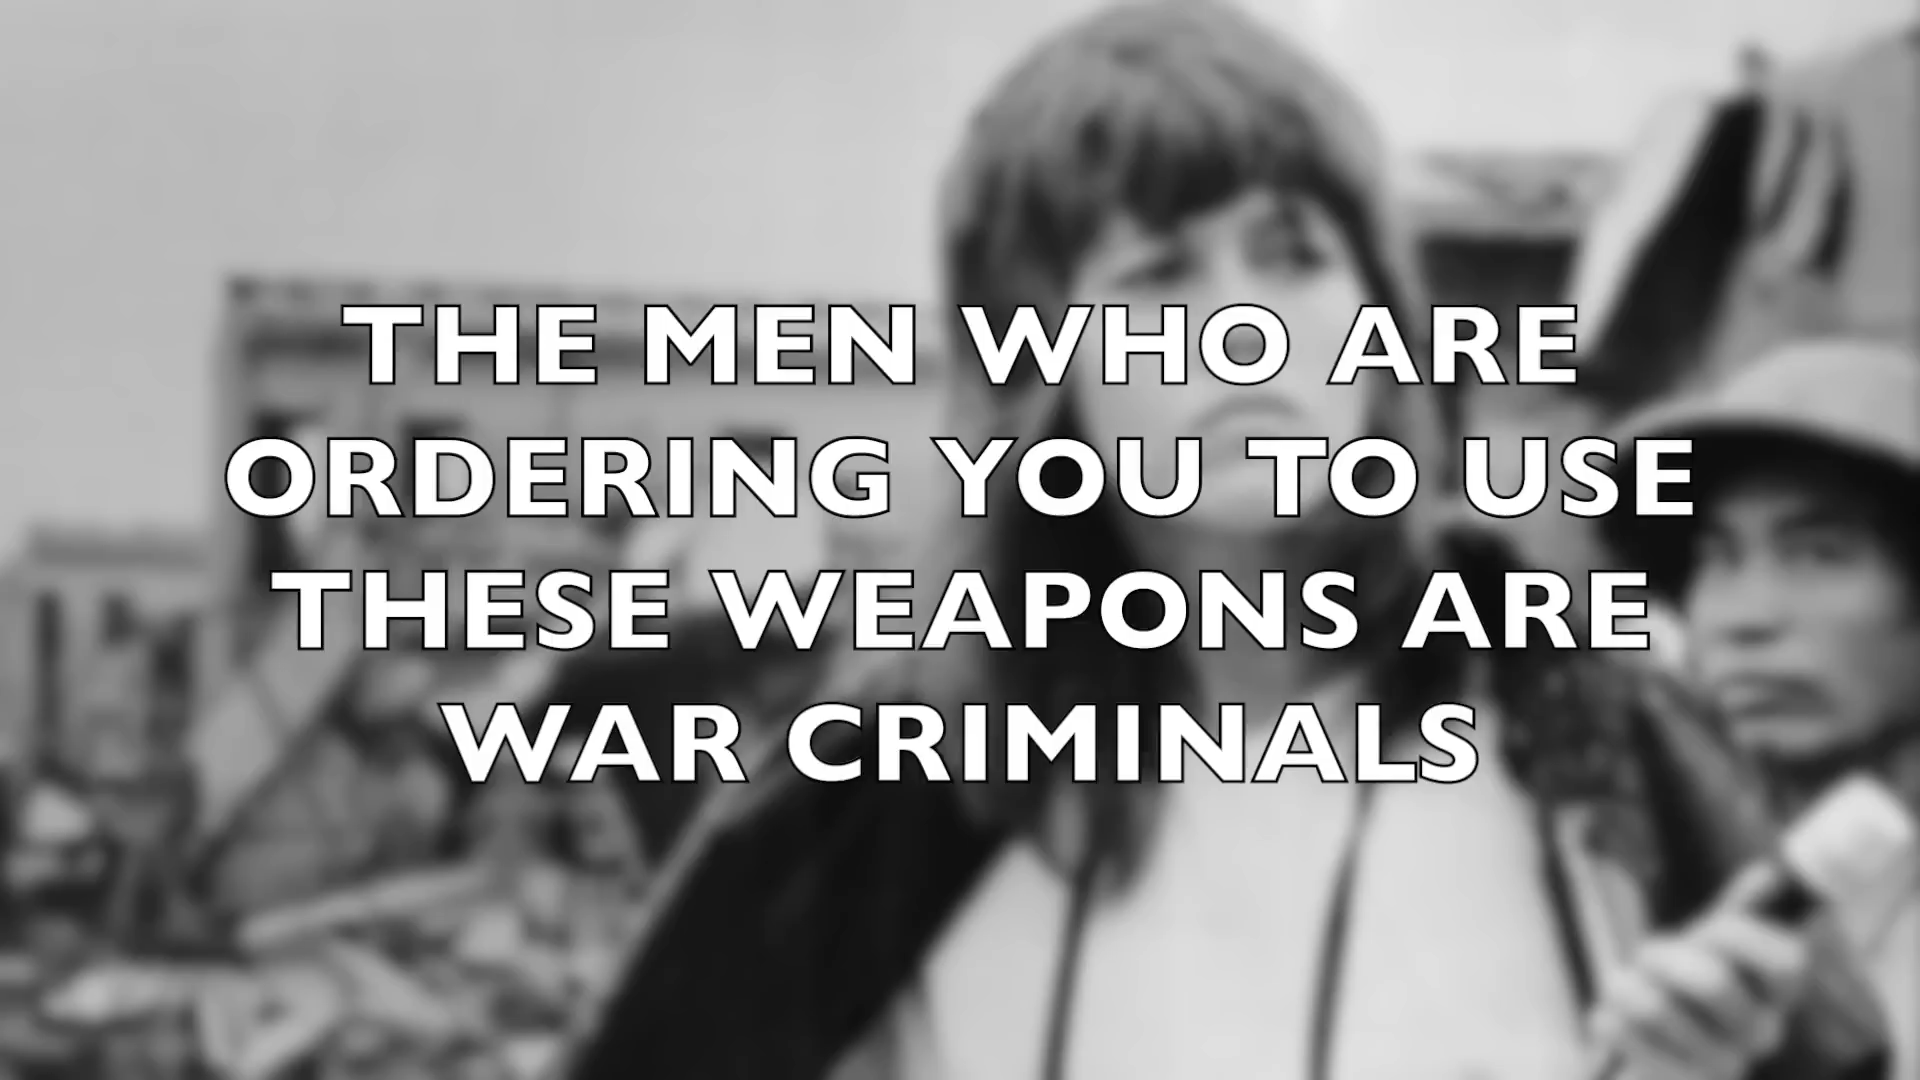 THE MEN WHO ARE
ORDERING YOU TO USE
THESE WEAPONS ARE
WAR CRIMINALS